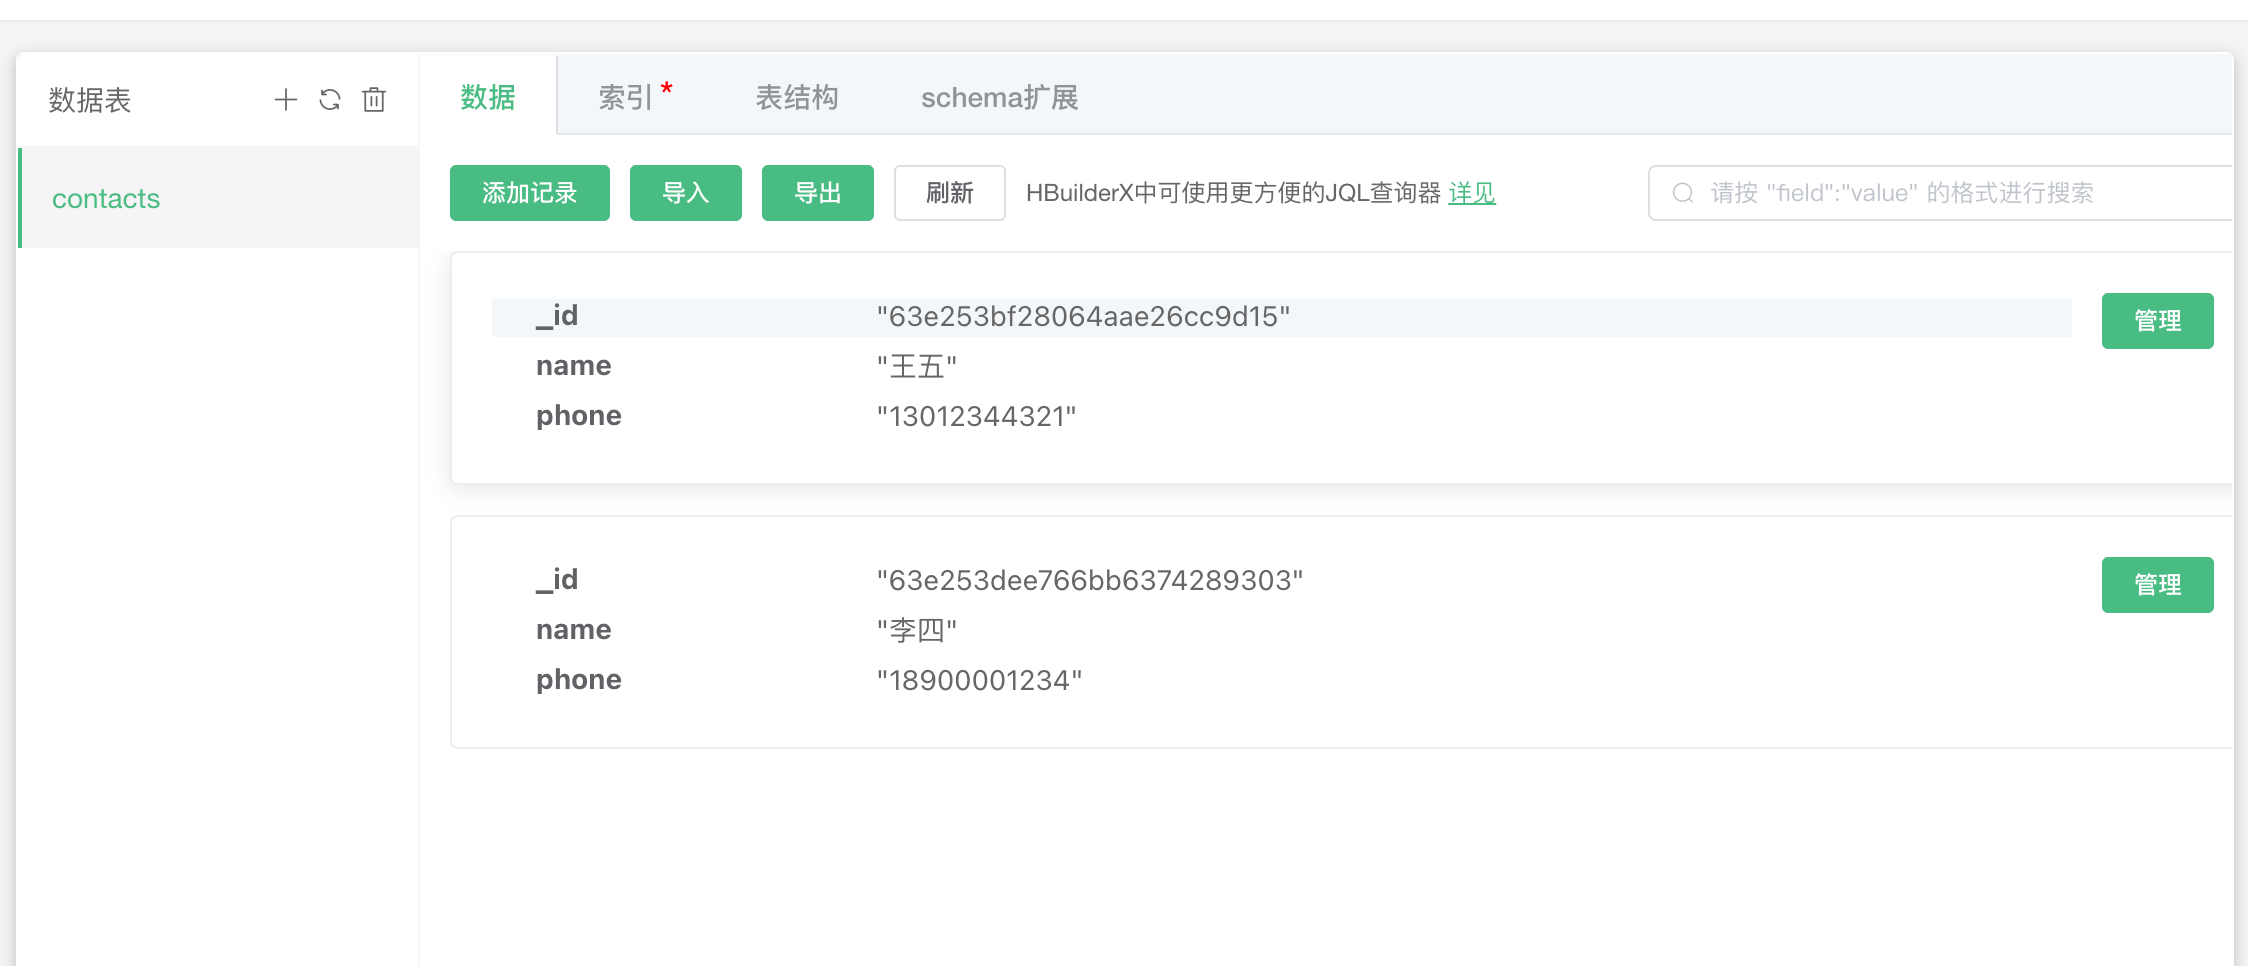 数据表
contacts
数据 索引* 表结构 schema扩展
添加记录 导入 导出 刷新 HBuilderX中可使用更方便的JQL查询器 详见 请按 "field":"value" 的格式进行搜索
_id "63e253bf28064aae26cc9d15" 管理
name "王五"
phone "13012344321"
_id "63e253dee766bb6374289303" 管理
name "李四"
phone "18900001234"